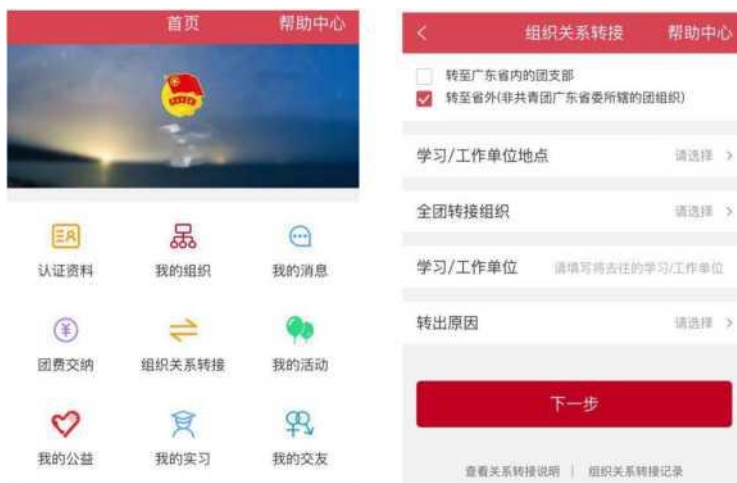 首页 帮助中心
认证资料 我的组织 我的消息
团费交纳 组织关系转接 我的活动
我的公益 我的实习 我的交友
组织关系转接 帮助中心
转至广东省内的团支部
转至省外(非共青团广东省委所辖的团组织)
学习/工作单位地点 请选择
全团转接组织 请选择
学习/工作单位 请填写将去往的学习/工作单位
转出原因 请选择
下一步
查看关系转接说明 | 组织关系转接记录